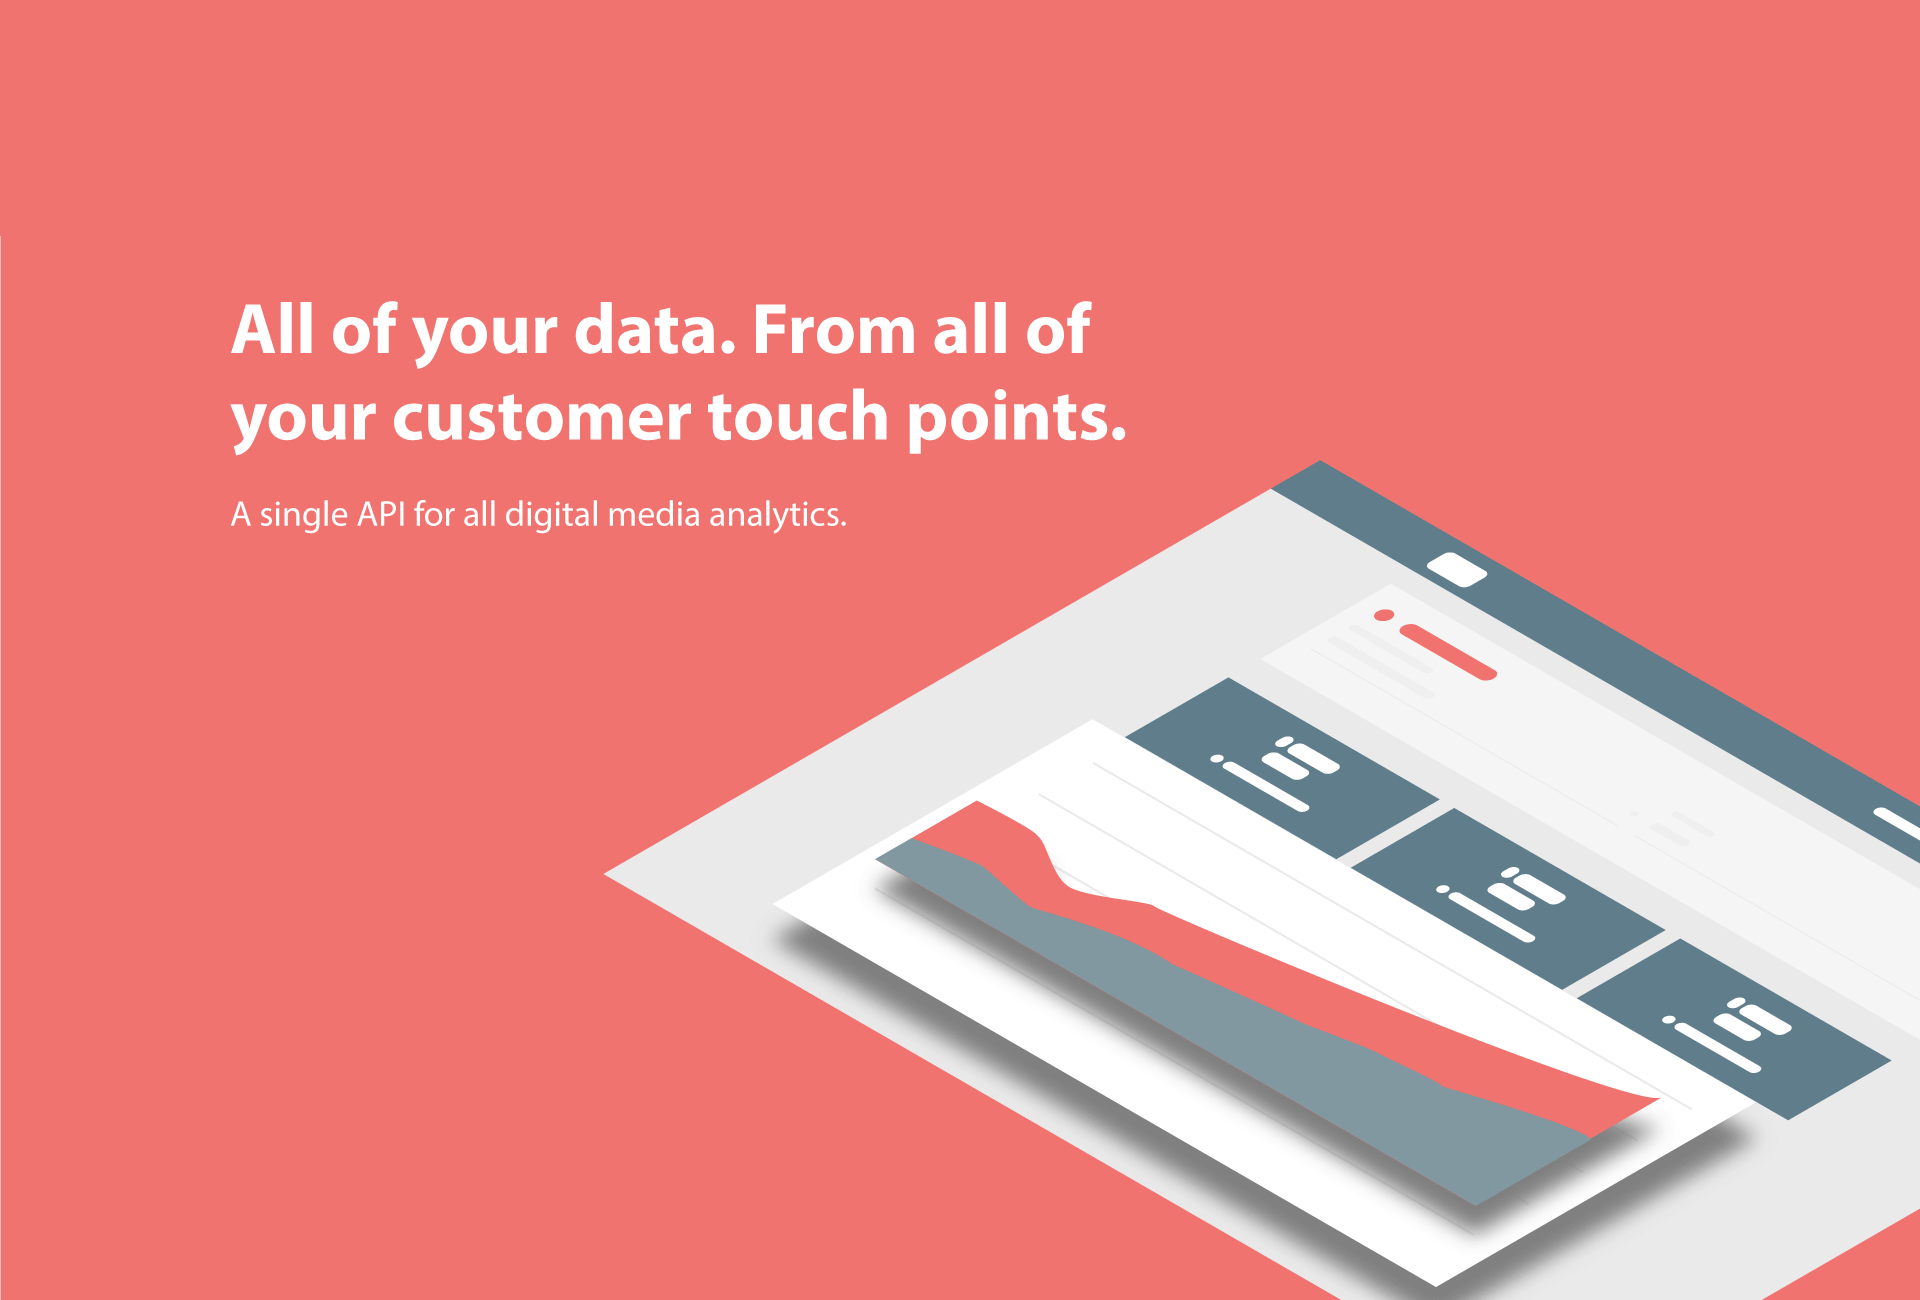 All of your data. From all of
your customer touch points.
A single API for all digital media analytics.